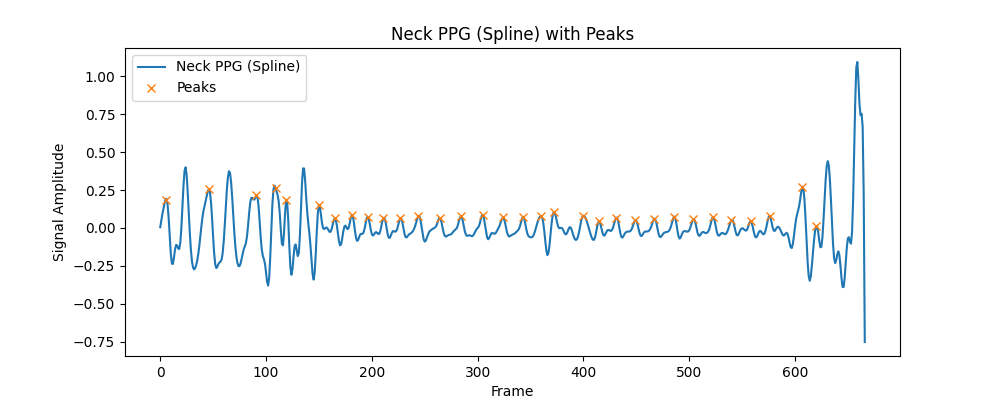 Neck PPG (Spline) with Peaks
Neck PPG (Spline)
Peaks
1.00
0.75
0.50
0.25
0.00
−0.25
−0.50
−0.75
Signal Amplitude
0 100 200 300 400 500 600
Frame